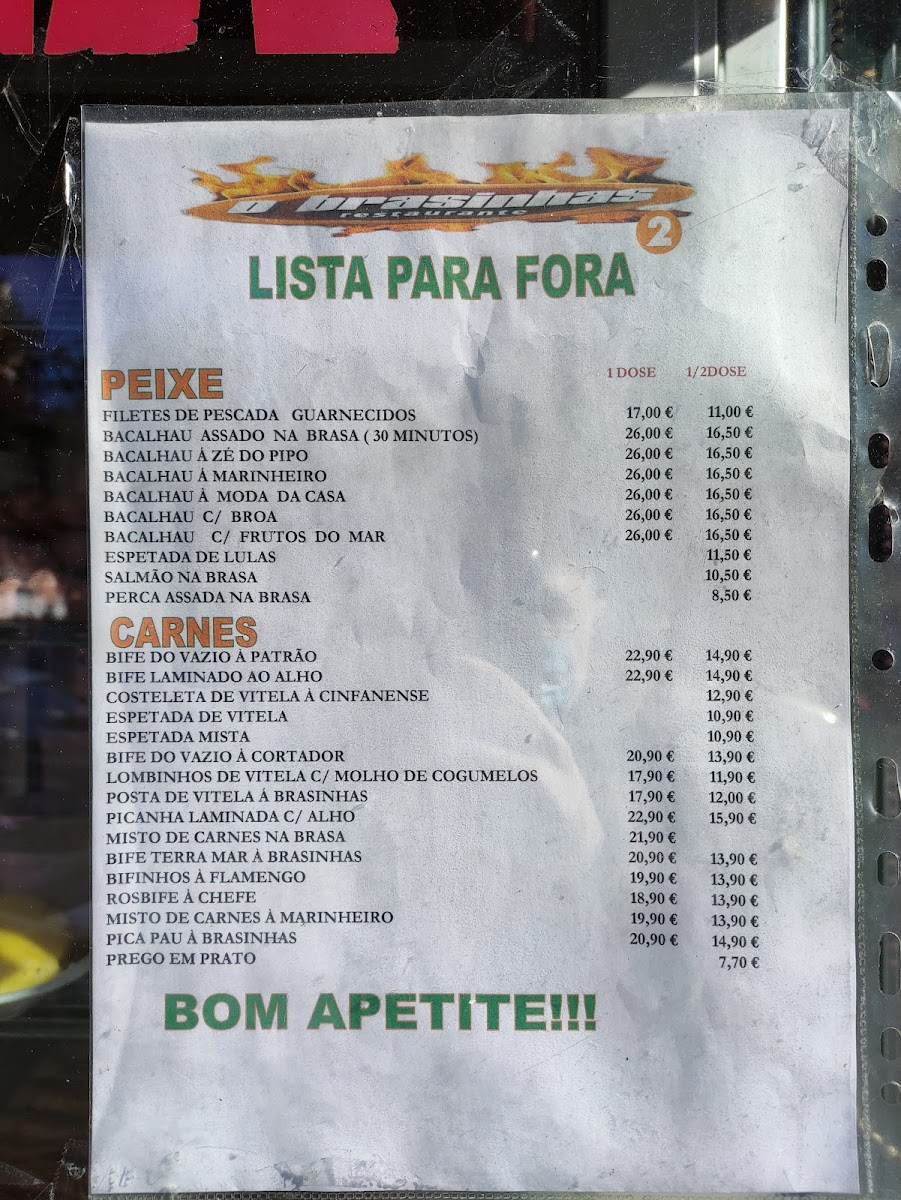 o brasinhas
restaurante
2
LISTA PARA FORA
PEIXE 1 DOSE 1/2DOSE
FILETES DE PESCADA GUARNECIDOS 17,00 € 11,00 €
BACALHAU ASSADO NA BRASA ( 30 MINUTOS) 26,00 € 16,50 €
BACALHAU Á ZÉ DO PIPO 26,00 € 16,50 €
BACALHAU Á MARINHEIRO 26,00 € 16,50 €
BACALHAU À MODA DA CASA 26,00 € 16,50 €
BACALHAU C/ BROA 26,00 € 16,50 €
BACALHAU C/ FRUTOS DO MAR 26,00 € 16,50 €
ESPETADA DE LULAS 11,50 €
SALMÃO NA BRASA 10,50 €
PERCA ASSADA NA BRASA 8,50 €
CARNES
BIFE DO VAZIO À PATRÃO 22,90 € 14,90 €
BIFE LAMINADO AO ALHO 22,90 € 14,90 €
COSTELETA DE VITELA À CINFANENSE 12,90 €
ESPETADA DE VITELA 10,90 €
ESPETADA MISTA 10,90 €
BIFE DO VAZIO À CORTADOR 20,90 € 13,90 €
LOMBINHOS DE VITELA C/ MOLHO DE COGUMELOS 17,90 € 11,90 €
POSTA DE VITELA Á BRASINHAS 17,90 € 12,00 €
PICANHA LAMINADA C/ ALHO 22,90 € 15,90 €
MISTO DE CARNES NA BRASA 21,90 €
BIFE TERRA MAR À BRASINHAS 20,90 € 13,90 €
BIFINHOS À FLAMENGO 19,90 € 13,90 €
ROSBIFE À CHEFE 18,90 € 13,90 €
MISTO DE CARNES À MARINHEIRO 19,90 € 13,90 €
PICA PAU À BRASINHAS 20,90 € 14,90 €
PREGO EM PRATO 7,70 €
BOM APETITE!!!